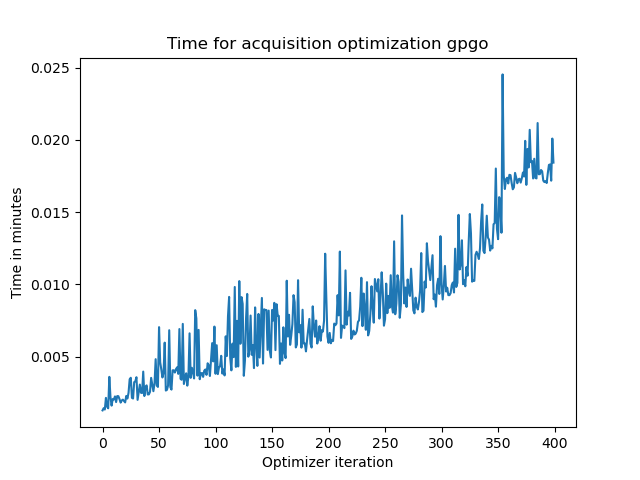 Time for acquisition optimization gpgo
0.025
0.020
0.015
0.010
0.005
Time in minutes
0 50 100 150 200 250 300 350 400
Optimizer iteration